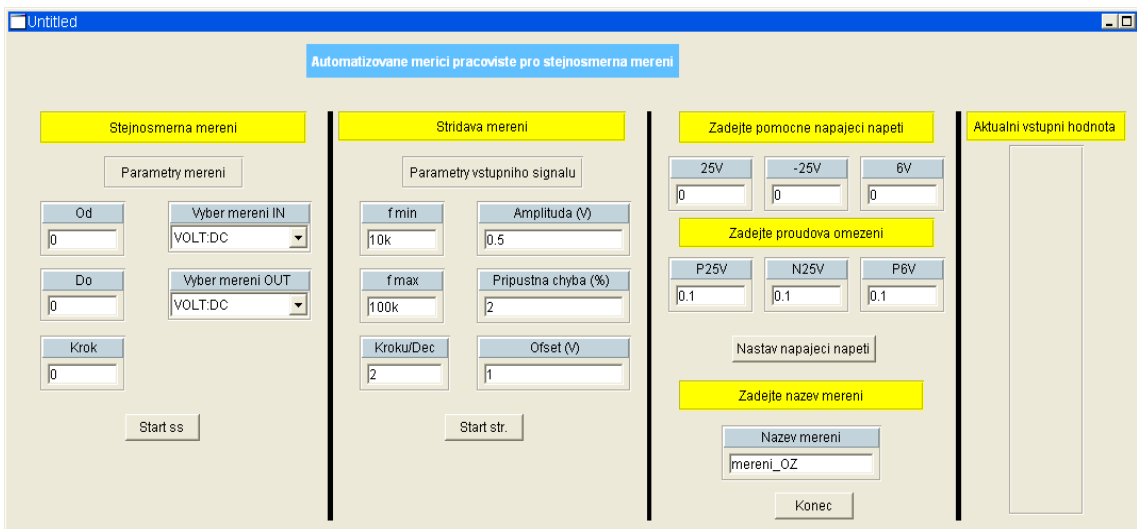 Untitled
Automatizovane merici pracoviste pro stejnosmerna mereni
Stejnosmerna mereni
Parametry mereni
Od
0
Vyber mereni IN
VOLT:DC
Do
0
Vyber mereni OUT
VOLT:DC
Krok
0
Start ss
Stridava mereni
Parametry vstupniho signalu
f min
10k
Amplituda (V)
0.5
f max
100k
Pripustna chyba (%)
2
Kroku/Dec
2
Ofset (V)
1
Start str.
Zadejte pomocne napajeci napeti
25V
0
-25V
0
6V
0
Zadejte proudova omezeni
P25V
0.1
N25V
0.1
P6V
0.1
Nastav napajeci napeti
Zadejte nazev mereni
Nazev mereni
mereni_OZ
Konec
Aktualni vstupni hodnota